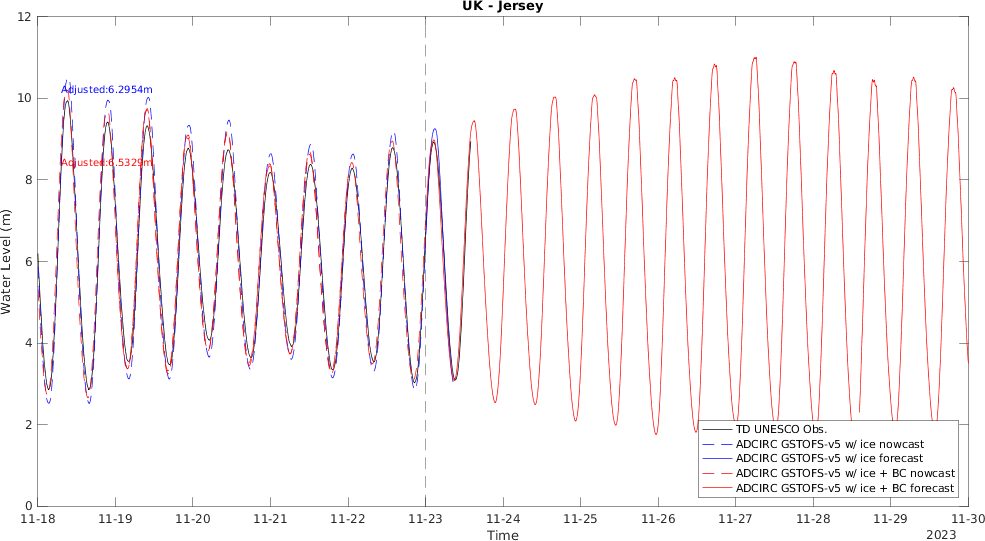 UK - Jersey
12
10
8
6
4
2
0
Water Level (m)
Adjusted:6.2954m
Adjusted:6.5329m
TD UNESCO Obs.
ADCIRC GSTOFS-v5 w/ ice nowcast
ADCIRC GSTOFS-v5 w/ ice forecast
ADCIRC GSTOFS-v5 w/ ice + BC nowcast
ADCIRC GSTOFS-v5 w/ ice + BC forecast
11-18 11-19 11-20 11-21 11-22 11-23 11-24 11-25 11-26 11-27 11-28 11-29 11-30
Time
2023